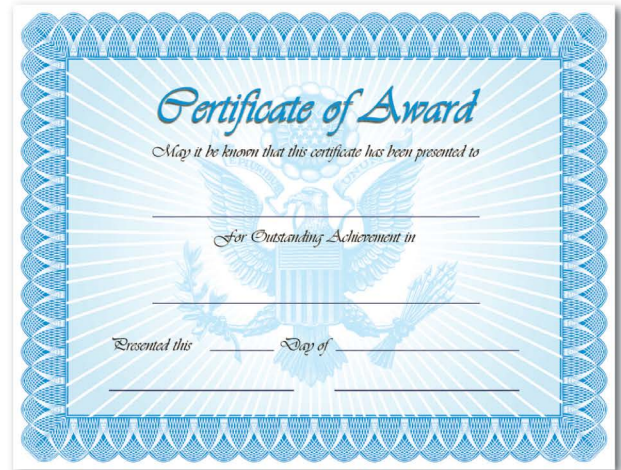 Certificate of Award
May it be known that this certificate has been presented to
For Outstanding Achievement in
Presented this Day of